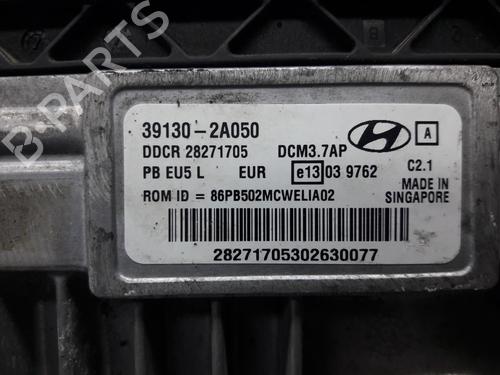 39130-2A050
A
DDCR 28271705 DCM3.7AP
PB EU5 L EUR e13 03 9762 C2.1
MADE IN
SINGAPORE
ROM ID = 86PB502MCWELIA02
28271705302630077